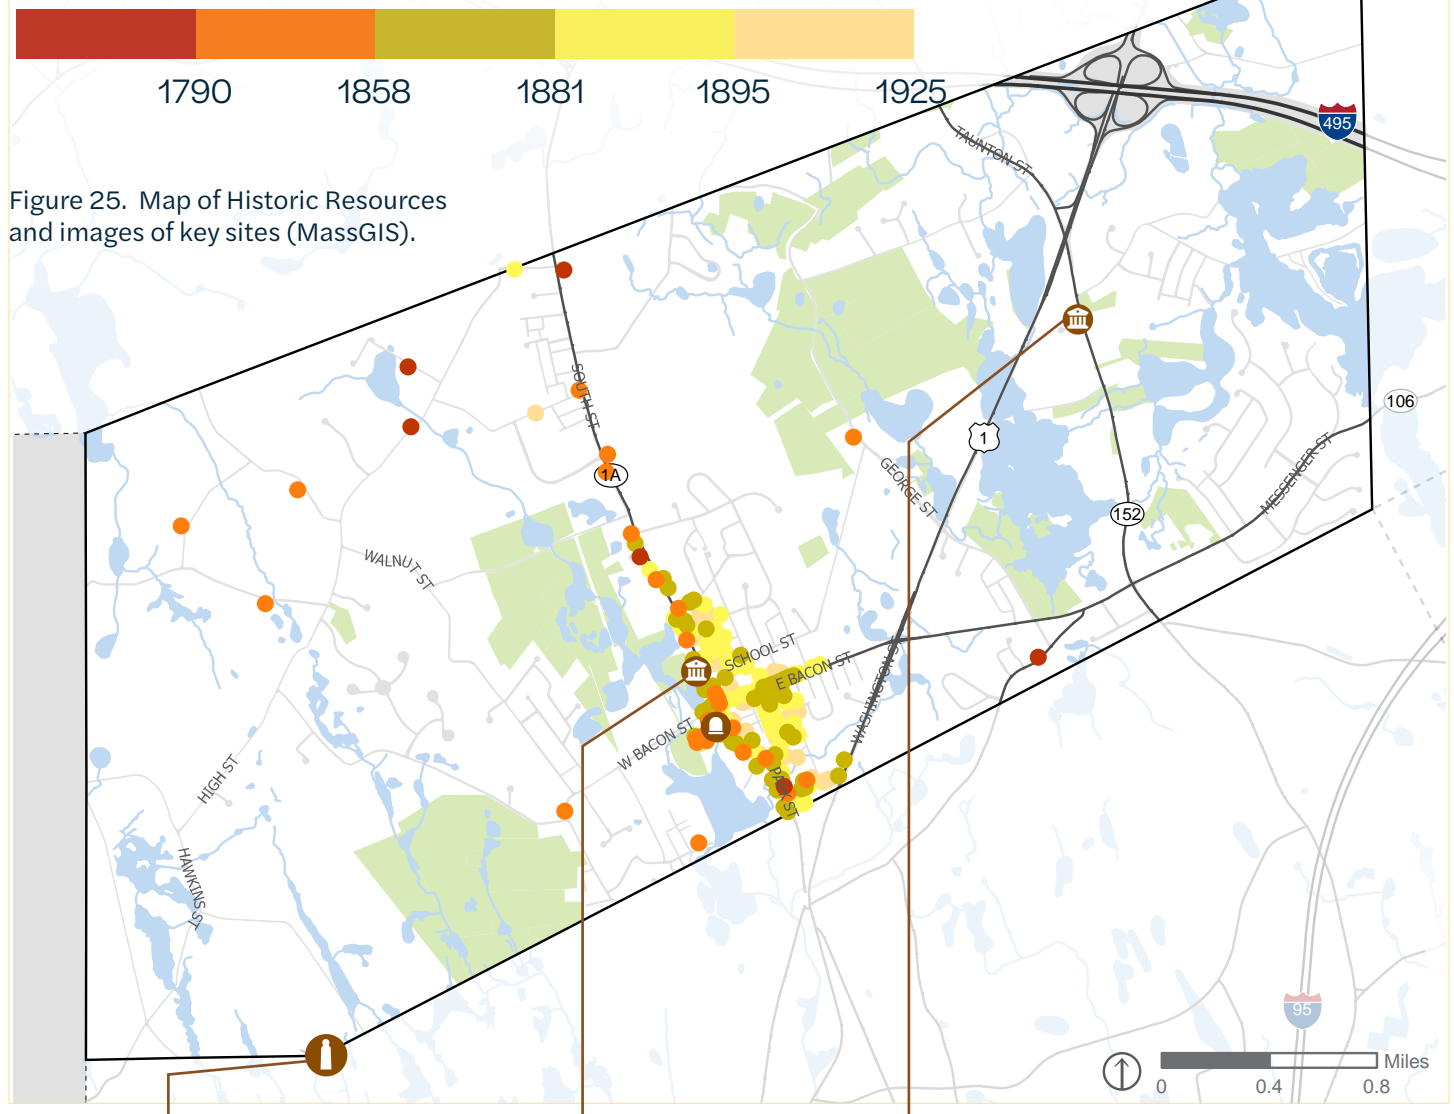 1790
1858
1881
1895
1925
Figure 25. Map of Historic Resources
and images of key sites (MassGIS).
495
TAUNTON ST
SOUTH ST
106
1
1A
GEORGE ST
MESSENGER ST
152
WALNUT ST
SCHOOL ST
E BACON ST
WASHINGTON S
W BACON ST
HIGH ST
PARK ST
HAWKINS ST
95
Miles
0
0.4
0.8